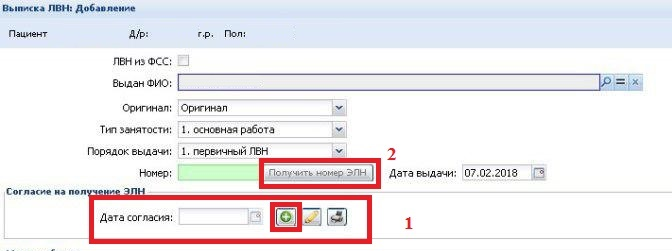 Выписка ЛВН: Добавление
Пациент Д/р: г.р. Пол:
ЛВН из ФСС:
Выдан ФИО:
Оригинал: Оригинал
Тип занятости: 1. основная работа
Порядок выдачи: 1. первичный ЛВН
2
Номер: Получить номер ЭЛН Дата выдачи: 07.02.2018
Согласие на получение ЭЛН
Дата согласия: 1